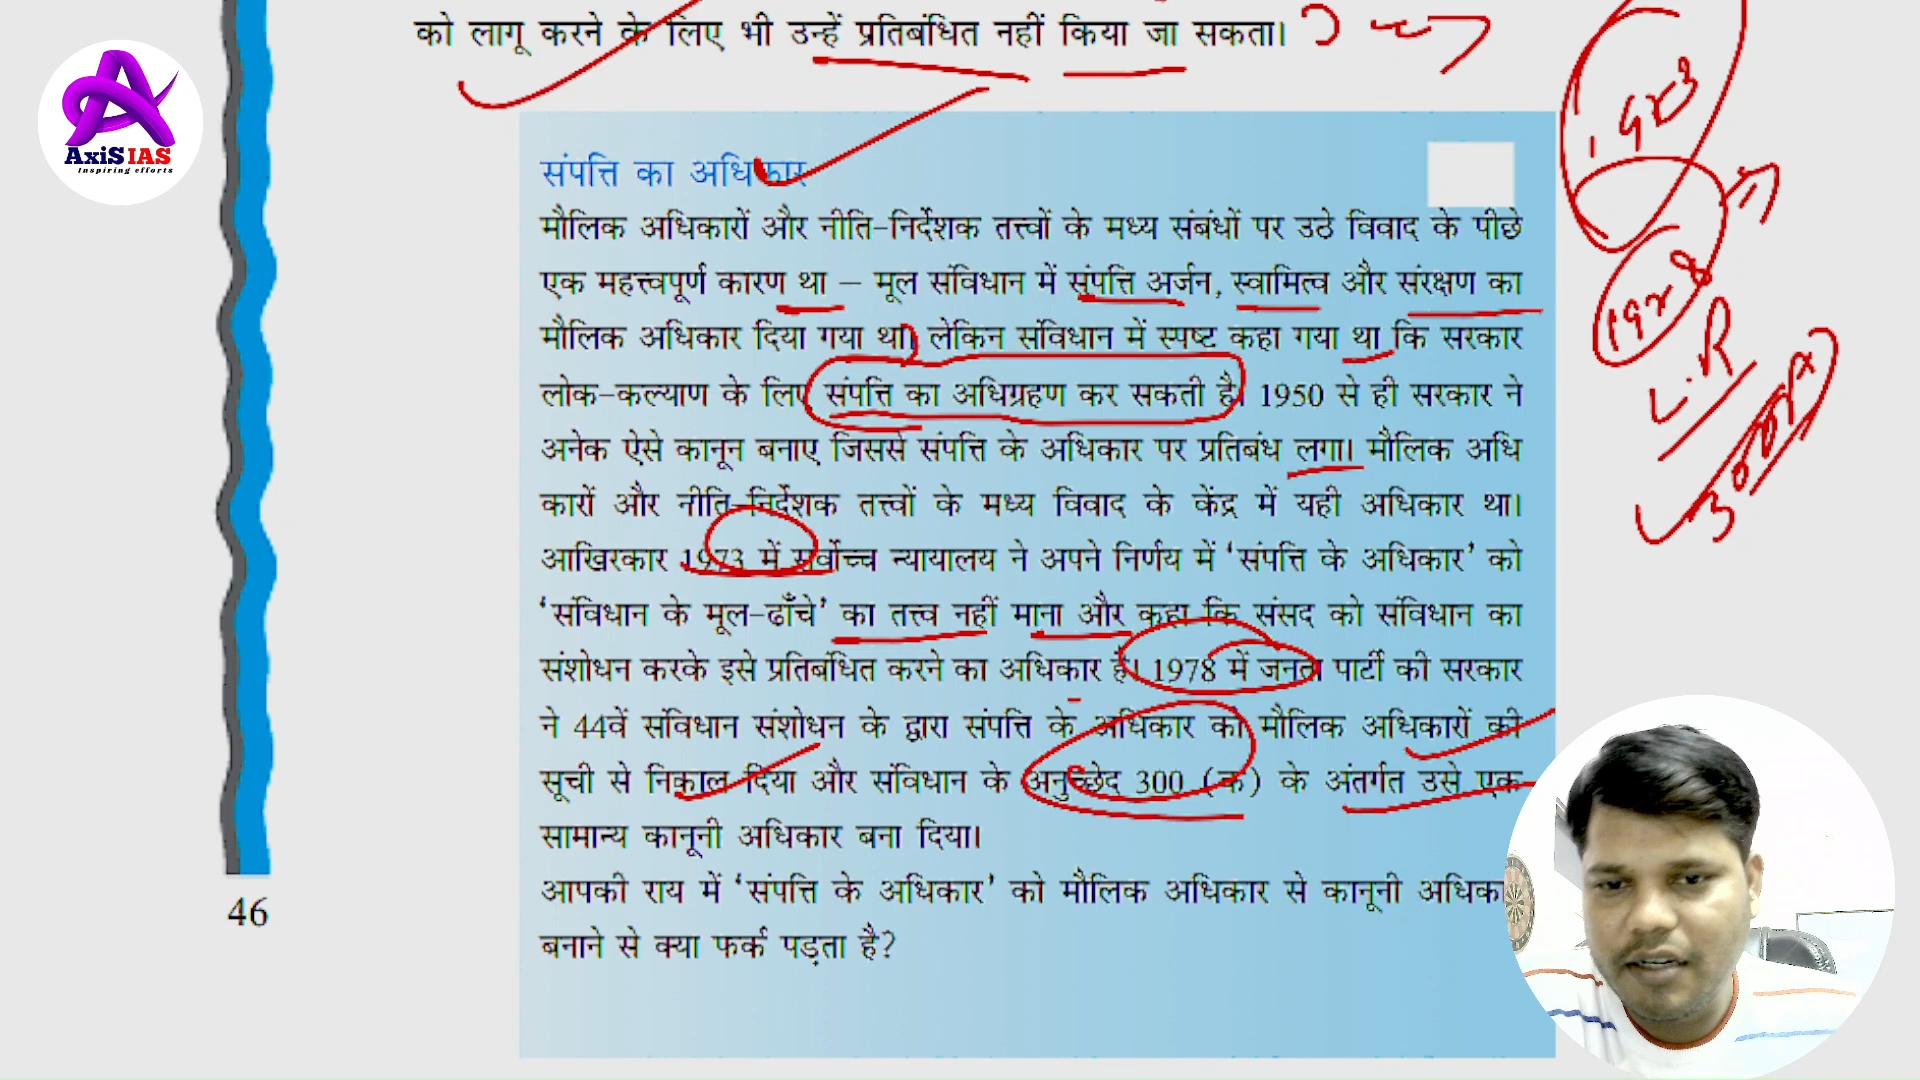 को लागू करने के लिए भी उन्हें प्रतिबंधित नहीं किया जा सकता।
AxiS IAS
Inspiring efforts
संपत्ति का अधिकार
मौलिक अधिकारों और नीति-निर्देशक तत्त्वों के मध्य संबंधों पर उठे विवाद के पीछे
एक महत्त्वपूर्ण कारण था – मूल संविधान में संपत्ति अर्जन, स्वामित्व और संरक्षण का
मौलिक अधिकार दिया गया था। लेकिन संविधान में स्पष्ट कहा गया था कि सरकार
लोक-कल्याण के लिए संपत्ति का अधिग्रहण कर सकती है। 1950 से ही सरकार ने
अनेक ऐसे कानून बनाए जिससे संपत्ति के अधिकार पर प्रतिबंध लगा। मौलिक अधि
कारों और नीति-निर्देशक तत्त्वों के मध्य विवाद के केंद्र में यही अधिकार था।
आखिरकार 1973 में सर्वोच्च न्यायालय ने अपने निर्णय में ‘संपत्ति के अधिकार’ को
‘संविधान के मूल-ढाँचे’ का तत्त्व नहीं माना और कहा कि संसद को संविधान का
संशोधन करके इसे प्रतिबंधित करने का अधिकार है। 1978 में जनता पार्टी की सरकार
ने 44वें संविधान संशोधन के द्वारा संपत्ति के अधिकार को मौलिक अधिकारों की
सूची से निकाल दिया और संविधान के अनुच्छेद 300 (क) के अंतर्गत उसे एक
सामान्य कानूनी अधिकार बना दिया।
आपकी राय में ‘संपत्ति के अधिकार’ को मौलिक अधिकार से कानूनी अधिकार
बनाने से क्या फर्क पड़ता है?
46
L.R